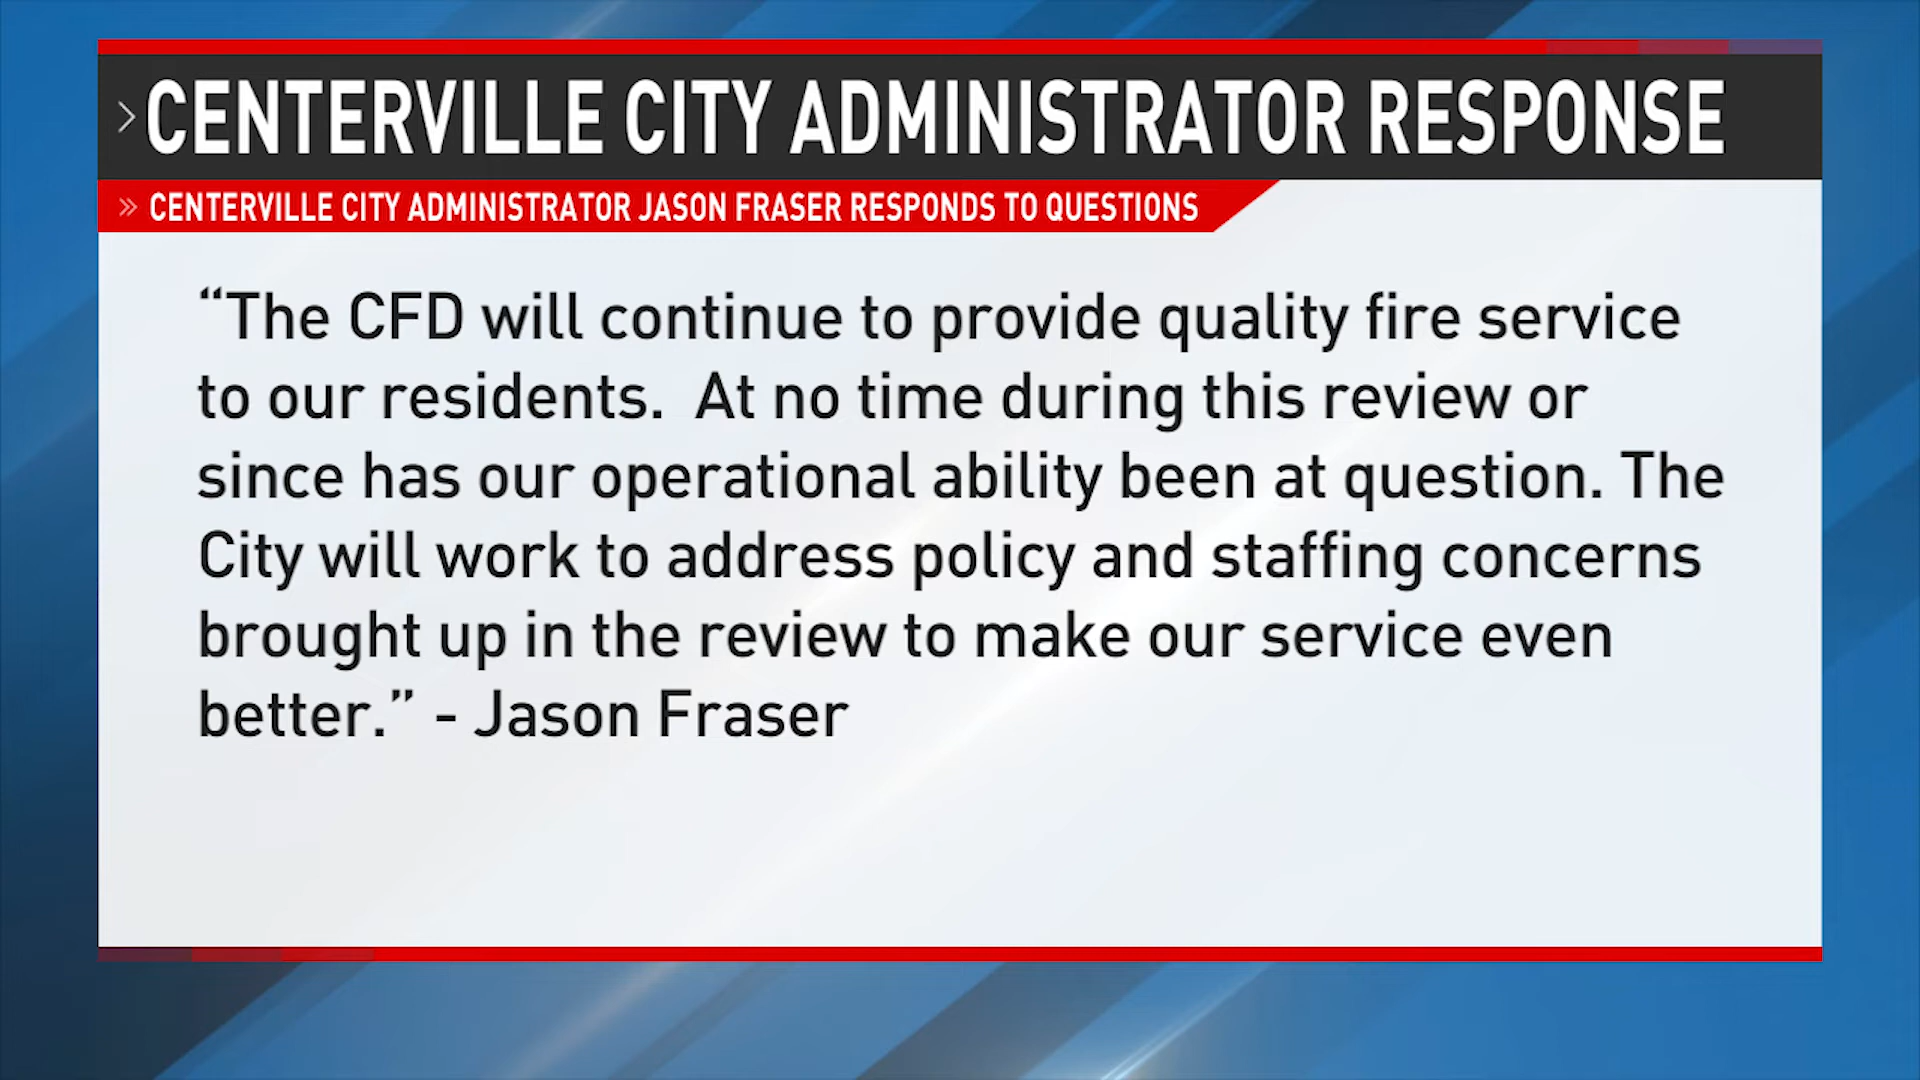 CENTERVILLE CITY ADMINISTRATOR RESPONSE
CENTERVILLE CITY ADMINISTRATOR JASON FRASER RESPONDS TO QUESTIONS
“The CFD will continue to provide quality fire service
to our residents.  At no time during this review or
since has our operational ability been at question. The
City will work to address policy and staffing concerns
brought up in the review to make our service even
better.” - Jason Fraser